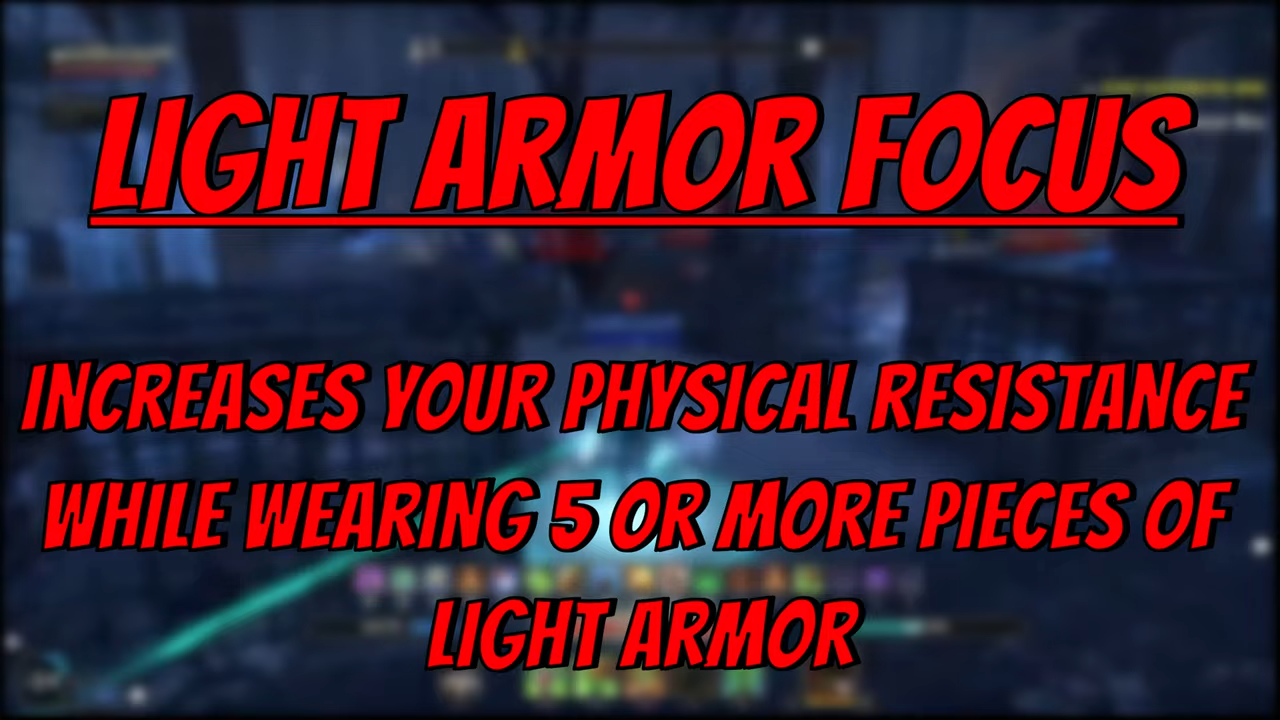 LIGHT ARMOR FOCUS
INCREASES YOUR PHYSICAL RESISTANCE
WHILE WEARING 5 OR MORE PIECES OF
LIGHT ARMOR